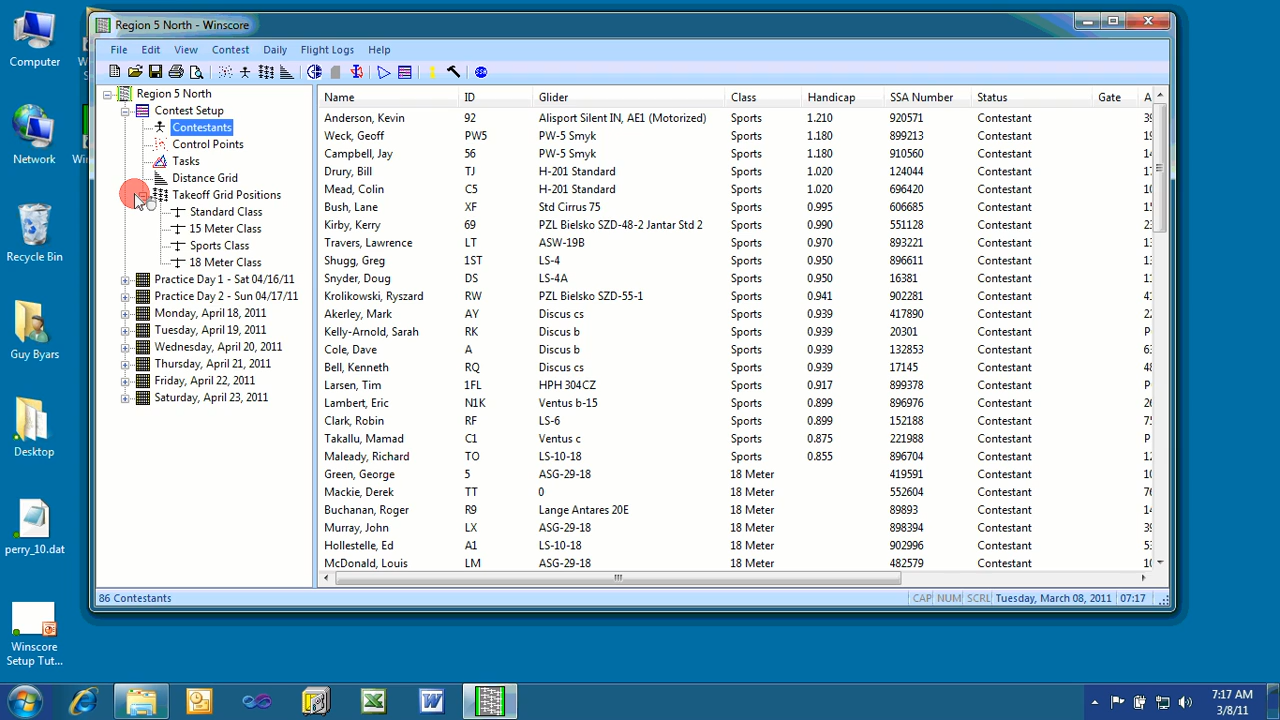 Region 5 North - Winscore
File Edit View Contest Daily Flight Logs Help
Region 5 North
Contest Setup
Contestants
Control Points
Tasks
Distance Grid
Takeoff Grid Positions
Standard Class
15 Meter Class
Sports Class
18 Meter Class
Practice Day 1 - Sat 04/16/11
Practice Day 2 - Sun 04/17/11
Monday, April 18, 2011
Tuesday, April 19, 2011
Wednesday, April 20, 2011
Thursday, April 21, 2011
Friday, April 22, 2011
Saturday, April 23, 2011
Name ID Glider Class Handicap SSA Number Status Gate A
Anderson, Kevin 92 Alisport Silent IN, AE1 (Motorized) Sports 1.210 920571 Contestant
Weck, Geoff PW5 PW-5 Smyk Sports 1.180 899213 Contestant
Campbell, Jay 56 PW-5 Smyk Sports 1.180 910560 Contestant
Drury, Bill TJ H-201 Standard Sports 1.020 124044 Contestant
Mead, Colin C5 H-201 Standard Sports 1.020 696420 Contestant
Bush, Lane XF Std Cirrus 75 Sports 0.995 206685 Contestant
Kirby, Kerry 69 PZL Bielsko SZD-48-2 Jantar Std 2 Sports 0.990 551128 Contestant
Travers, Lawrence LT ASW-19B Sports 0.970 893221 Contestant
Shugg, Greg 1ST LS-4 Sports 0.950 896611 Contestant
Snyder, Doug DS LS-4A Sports 0.950 16381 Contestant
Krolikowski, Ryszard RW PZL Bielsko SZD-55-1 Sports 0.941 902281 Contestant
Akerley, Mark AY Discus cs Sports 0.939 417890 Contestant
Kelly-Arnold, Sarah RK Discus b Sports 0.939 20301 Contestant
Cole, Dave A Discus b Sports 0.939 132853 Contestant
Bell, Kenneth RQ Discus cs Sports 0.939 17145 Contestant
Larsen, Tim 1FL HPH 304CZ Sports 0.917 899378 Contestant
Lambert, Eric N1K Ventus b-15 Sports 0.899 896976 Contestant
Clark, Robin RF LS-6 Sports 0.899 152188 Contestant
Takallu, Mamad C1 Ventus c Sports 0.875 221988 Contestant
Maleady, Richard TO LS-10-18 Sports 0.855 896704 Contestant
Green, George 5 ASG-29-18 18 Meter 419591 Contestant
Mackie, Derek TT 0 18 Meter 552604 Contestant
Buchanan, Roger R9 Lange Antares 20E 18 Meter 89893 Contestant
Murray, John LX ASG-29-18 18 Meter 898394 Contestant
Hollestelle, Ed A1 LS-10-18 18 Meter 902996 Contestant
McDonald, Louis LM ASG-29-18 18 Meter 482579 Contestant
86 Contestants CAP NUM SCRL Tuesday, March 08, 2011 07:17
Computer
Network
Recycle Bin
Guy Byars
Desktop
perry_10.dat
Winscore
Setup Tut...
7:17 AM
3/8/11